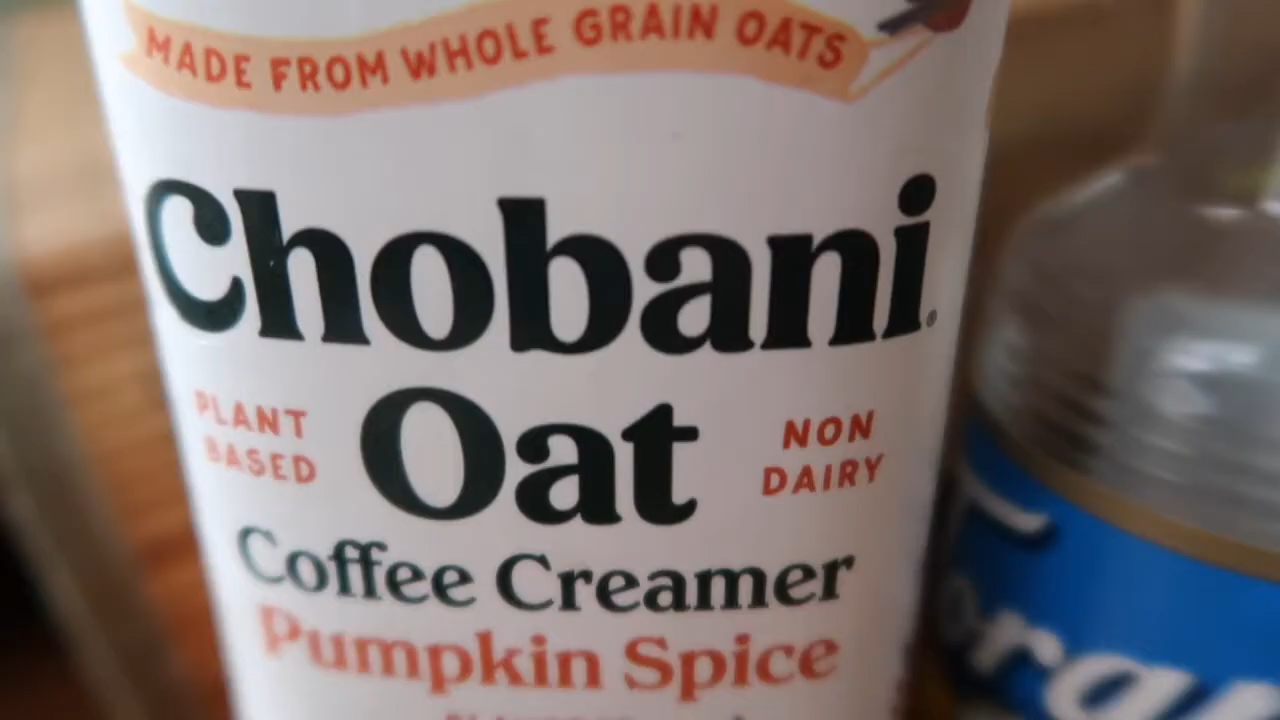 MADE FROM WHOLE GRAIN OATS
Chobani®
PLANT BASED
Oat
NON DAIRY
Coffee Creamer
Pumpkin Spice